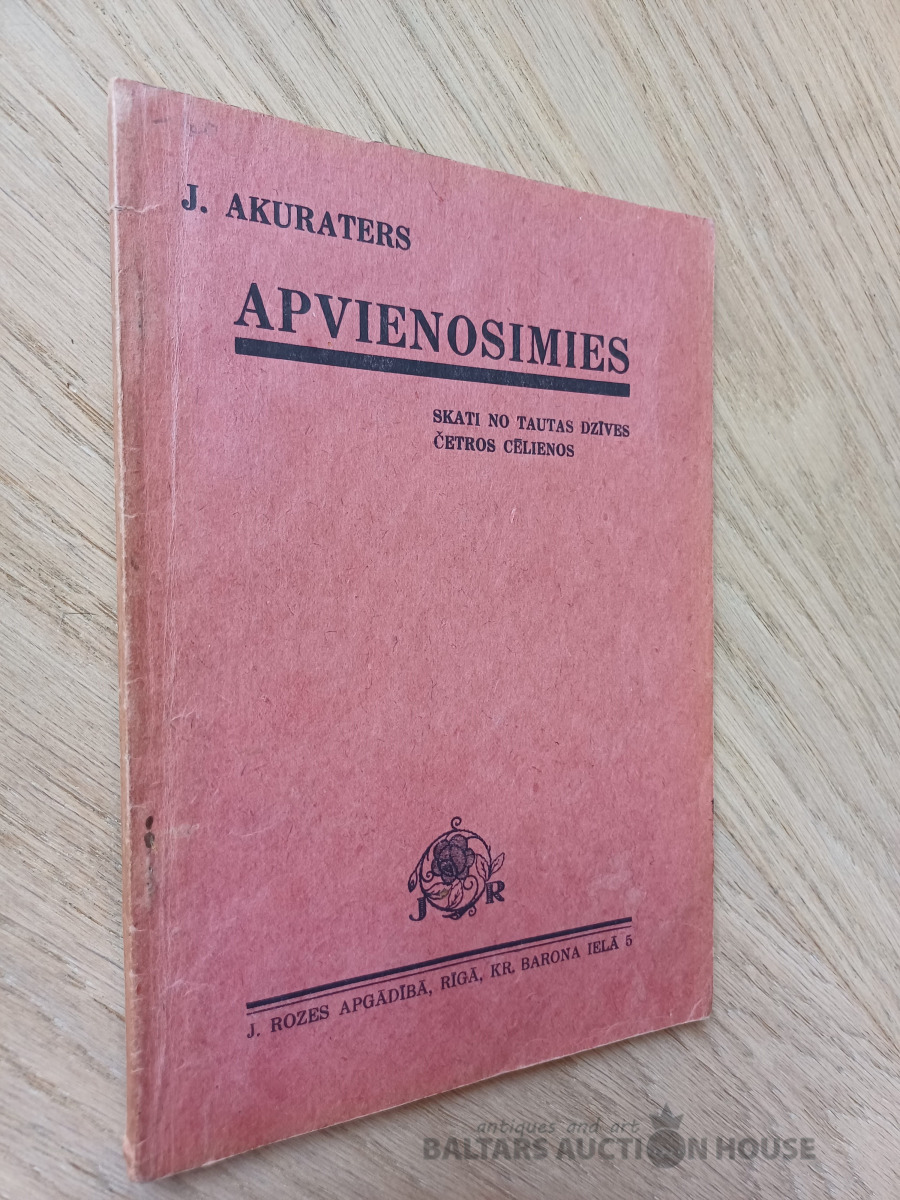 J. AKURATERS
APVIENOSIMIES
SKATI NO TAUTAS DZĪVES
ČETROS CĒLIENOS
J R
J. ROZES APGĀDĪBĀ, RĪGĀ, KR. BARONA IELĀ 5
antiques and art
BALTARS AUCTION HOUSE